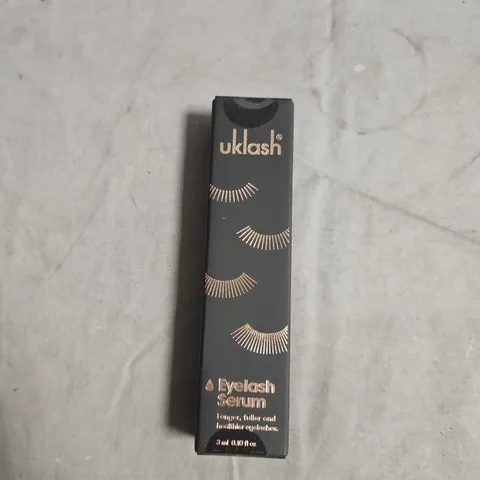 uklash®
Eyelash
Serum
Longer, fuller and
healthier eyelashes.
3 ml 0.10 fl oz